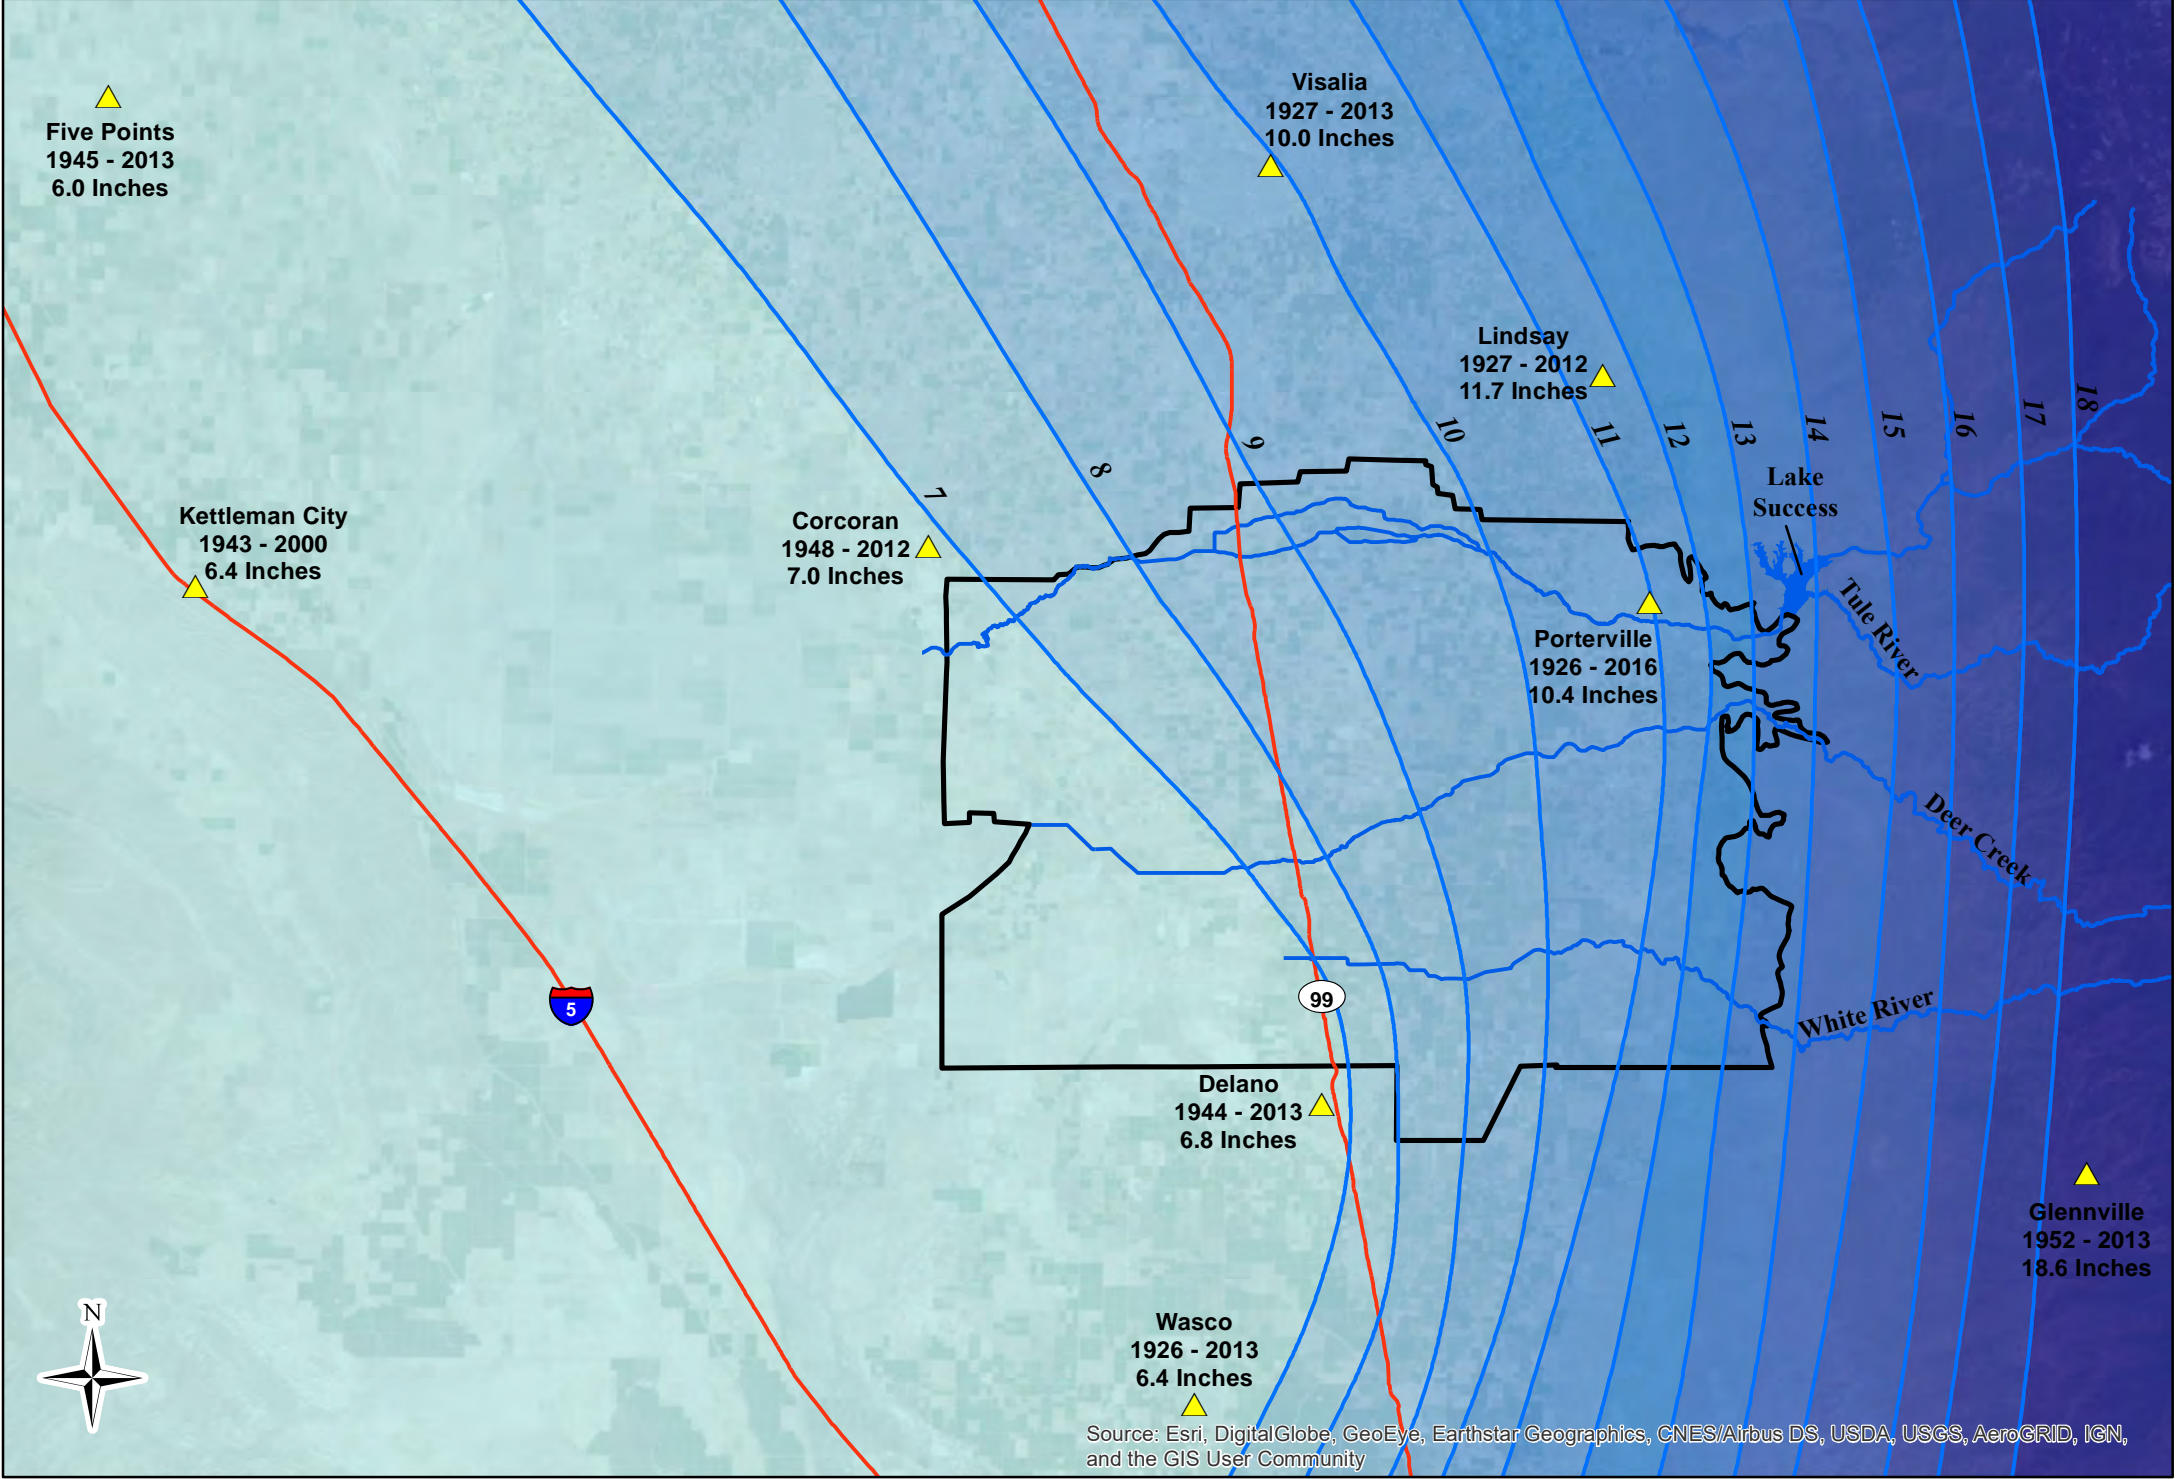 Visalia
1927 - 2013
10.0 Inches
Five Points
1945 - 2013
6.0 Inches
Lindsay
1927 - 2012
11.7 Inches
18
17
16
15
14
13
12
11
10
9
8
7
Lake
Success
Kettleman City
1943 - 2000
6.4 Inches
Corcoran
1948 - 2012
7.0 Inches
Tule River
Porterville
1926 - 2016
10.4 Inches
Deer Creek
5
99
White River
Delano
1944 - 2013
6.8 Inches
Glennville
1952 - 2013
18.6 Inches
N
Wasco
1926 - 2013
6.4 Inches
Source: Esri, DigitalGlobe, GeoEye, Earthstar Geographics, CNES/Airbus DS, USDA, USGS, AeroGRID, IGN,
and the GIS User Community